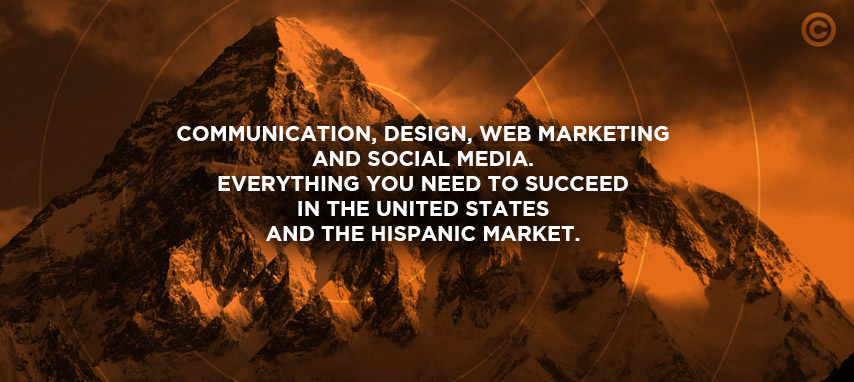 ©
COMMUNICATION, DESIGN, WEB MARKETING
AND SOCIAL MEDIA.
EVERYTHING YOU NEED TO SUCCEED
IN THE UNITED STATES
AND THE HISPANIC MARKET.